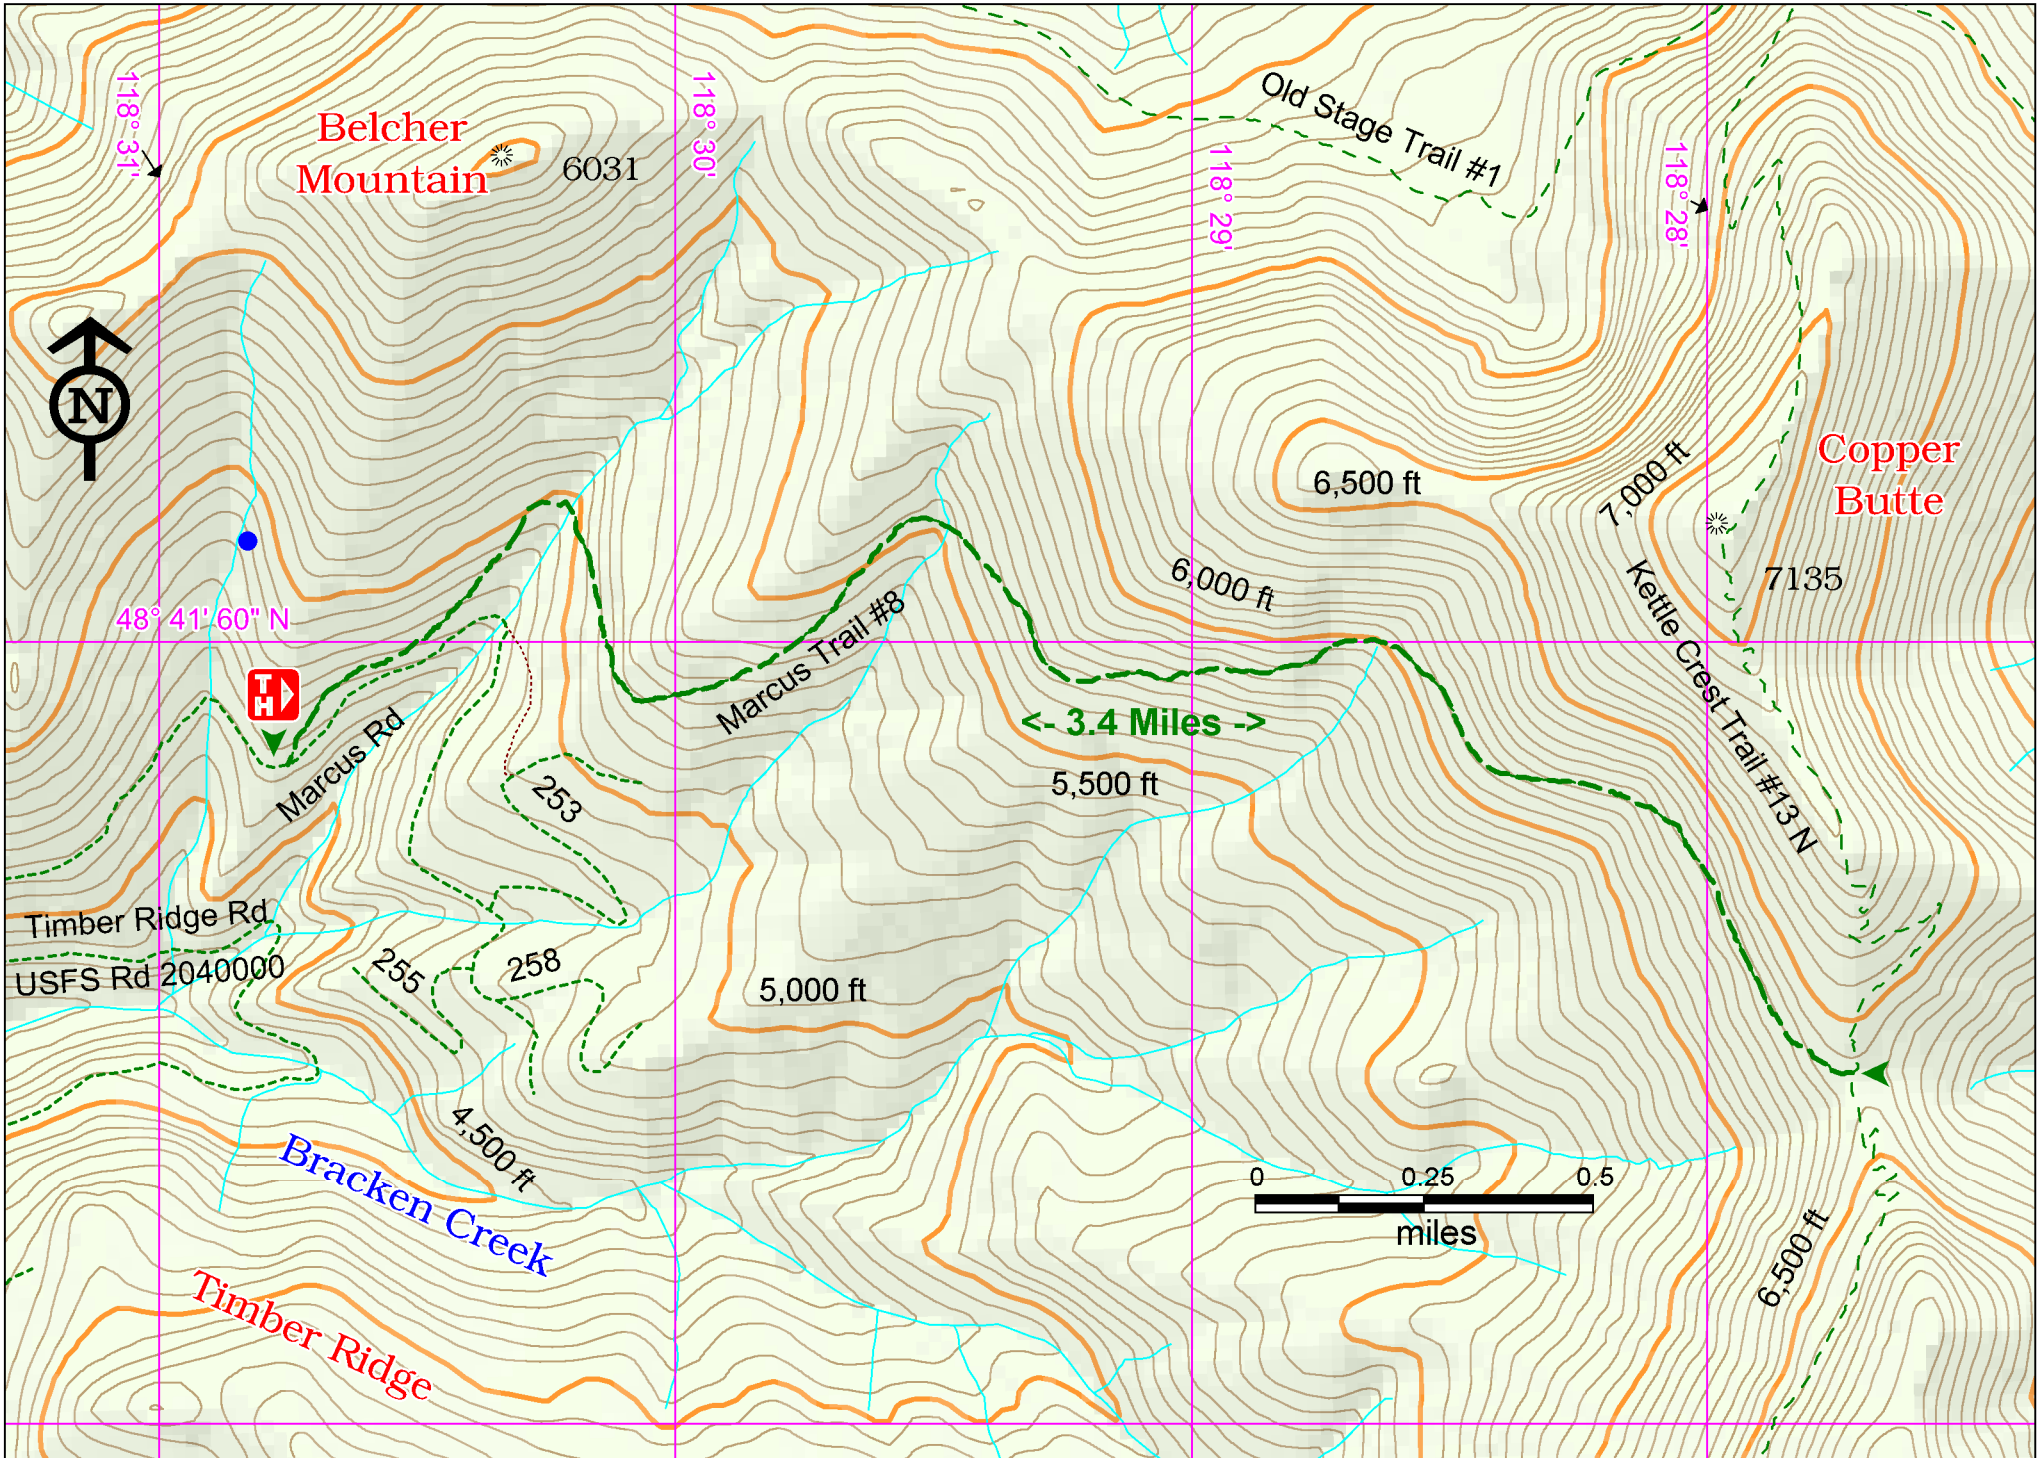 118° 31'
118° 30'
118° 29'
118° 28'
Old Stage Trail #1
Belcher
Mountain
6031
N
48° 41' 60" N
TH
Marcus Rd
Marcus Trail #8
<- 3.4 Miles ->
6,500 ft
7,000 ft
Copper
Butte
7135
6,000 ft
Kettle Crest Trail #13 N
5,500 ft
253
Timber Ridge Rd
USFS Rd 2040000
255
258
5,000 ft
4,500 ft
Bracken Creek
Timber Ridge
0 0.25 0.5
miles
6,500 ft